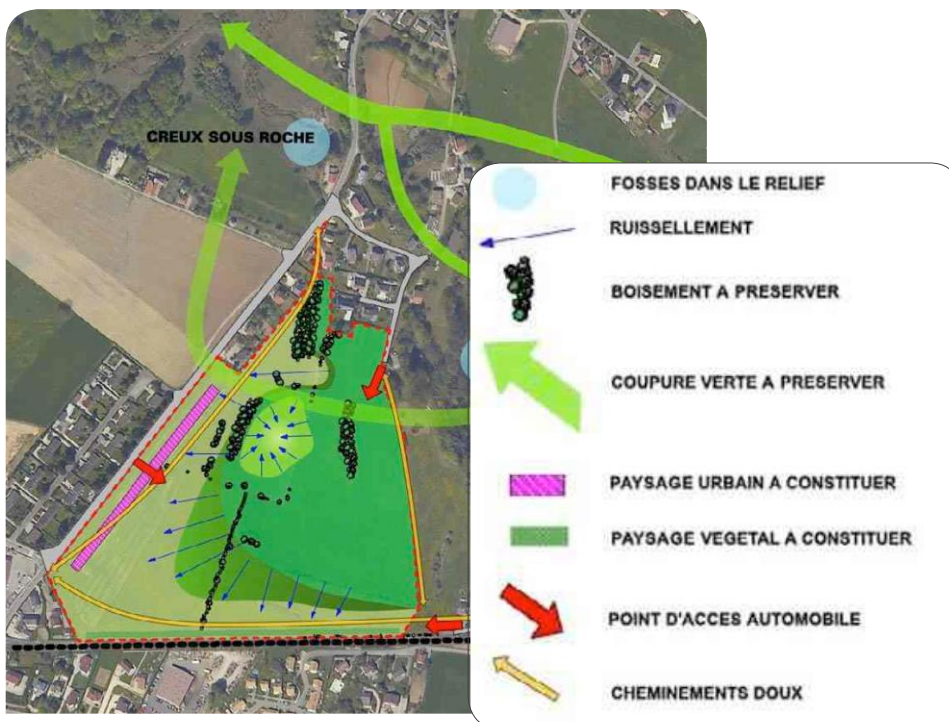 CREUX SOUS ROCHE
FOSSES DANS LE RELIEF
RUISSELLEMENT
BOISEMENT A PRESERVER
COUPURE VERTE A PRESERVER
PAYSAGE URBAIN A CONSTITUER
PAYSAGE VEGETAL A CONSTITUER
POINT D'ACCES AUTOMOBILE
CHEMINEMENTS DOUX